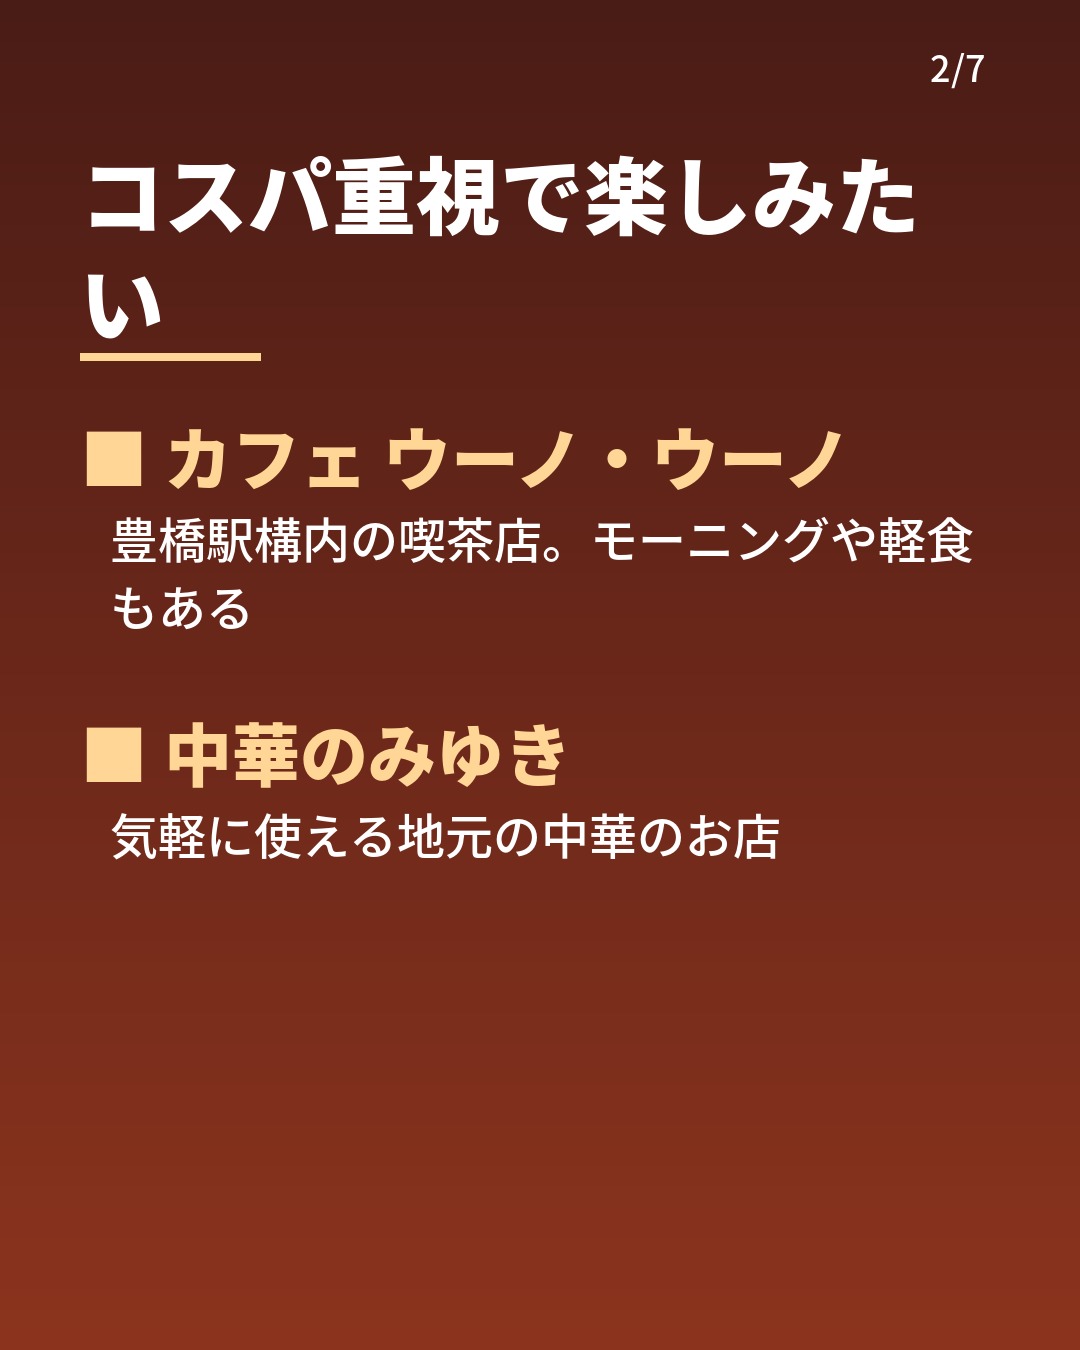 2/7
コスパ重視で楽しみた
い
■ カフェ ウーノ・ウーノ
豊橋駅構内の喫茶店。モーニングや軽食
もある
■ 中華のみゆき
気軽に使える地元の中華のお店